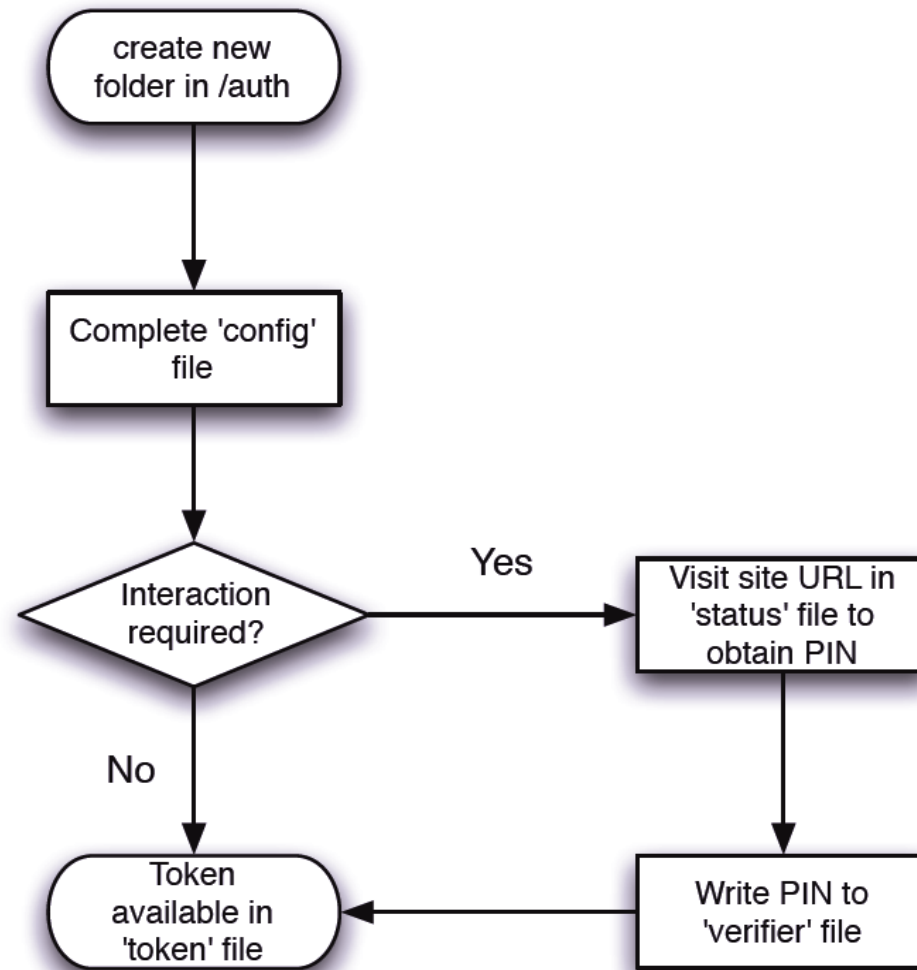 create new
folder in /auth
Complete 'config'
file
Interaction
required?
Yes
Visit site URL in
'status' file to
obtain PIN
No
Token
available in
'token' file
Write PIN to
'verifier' file